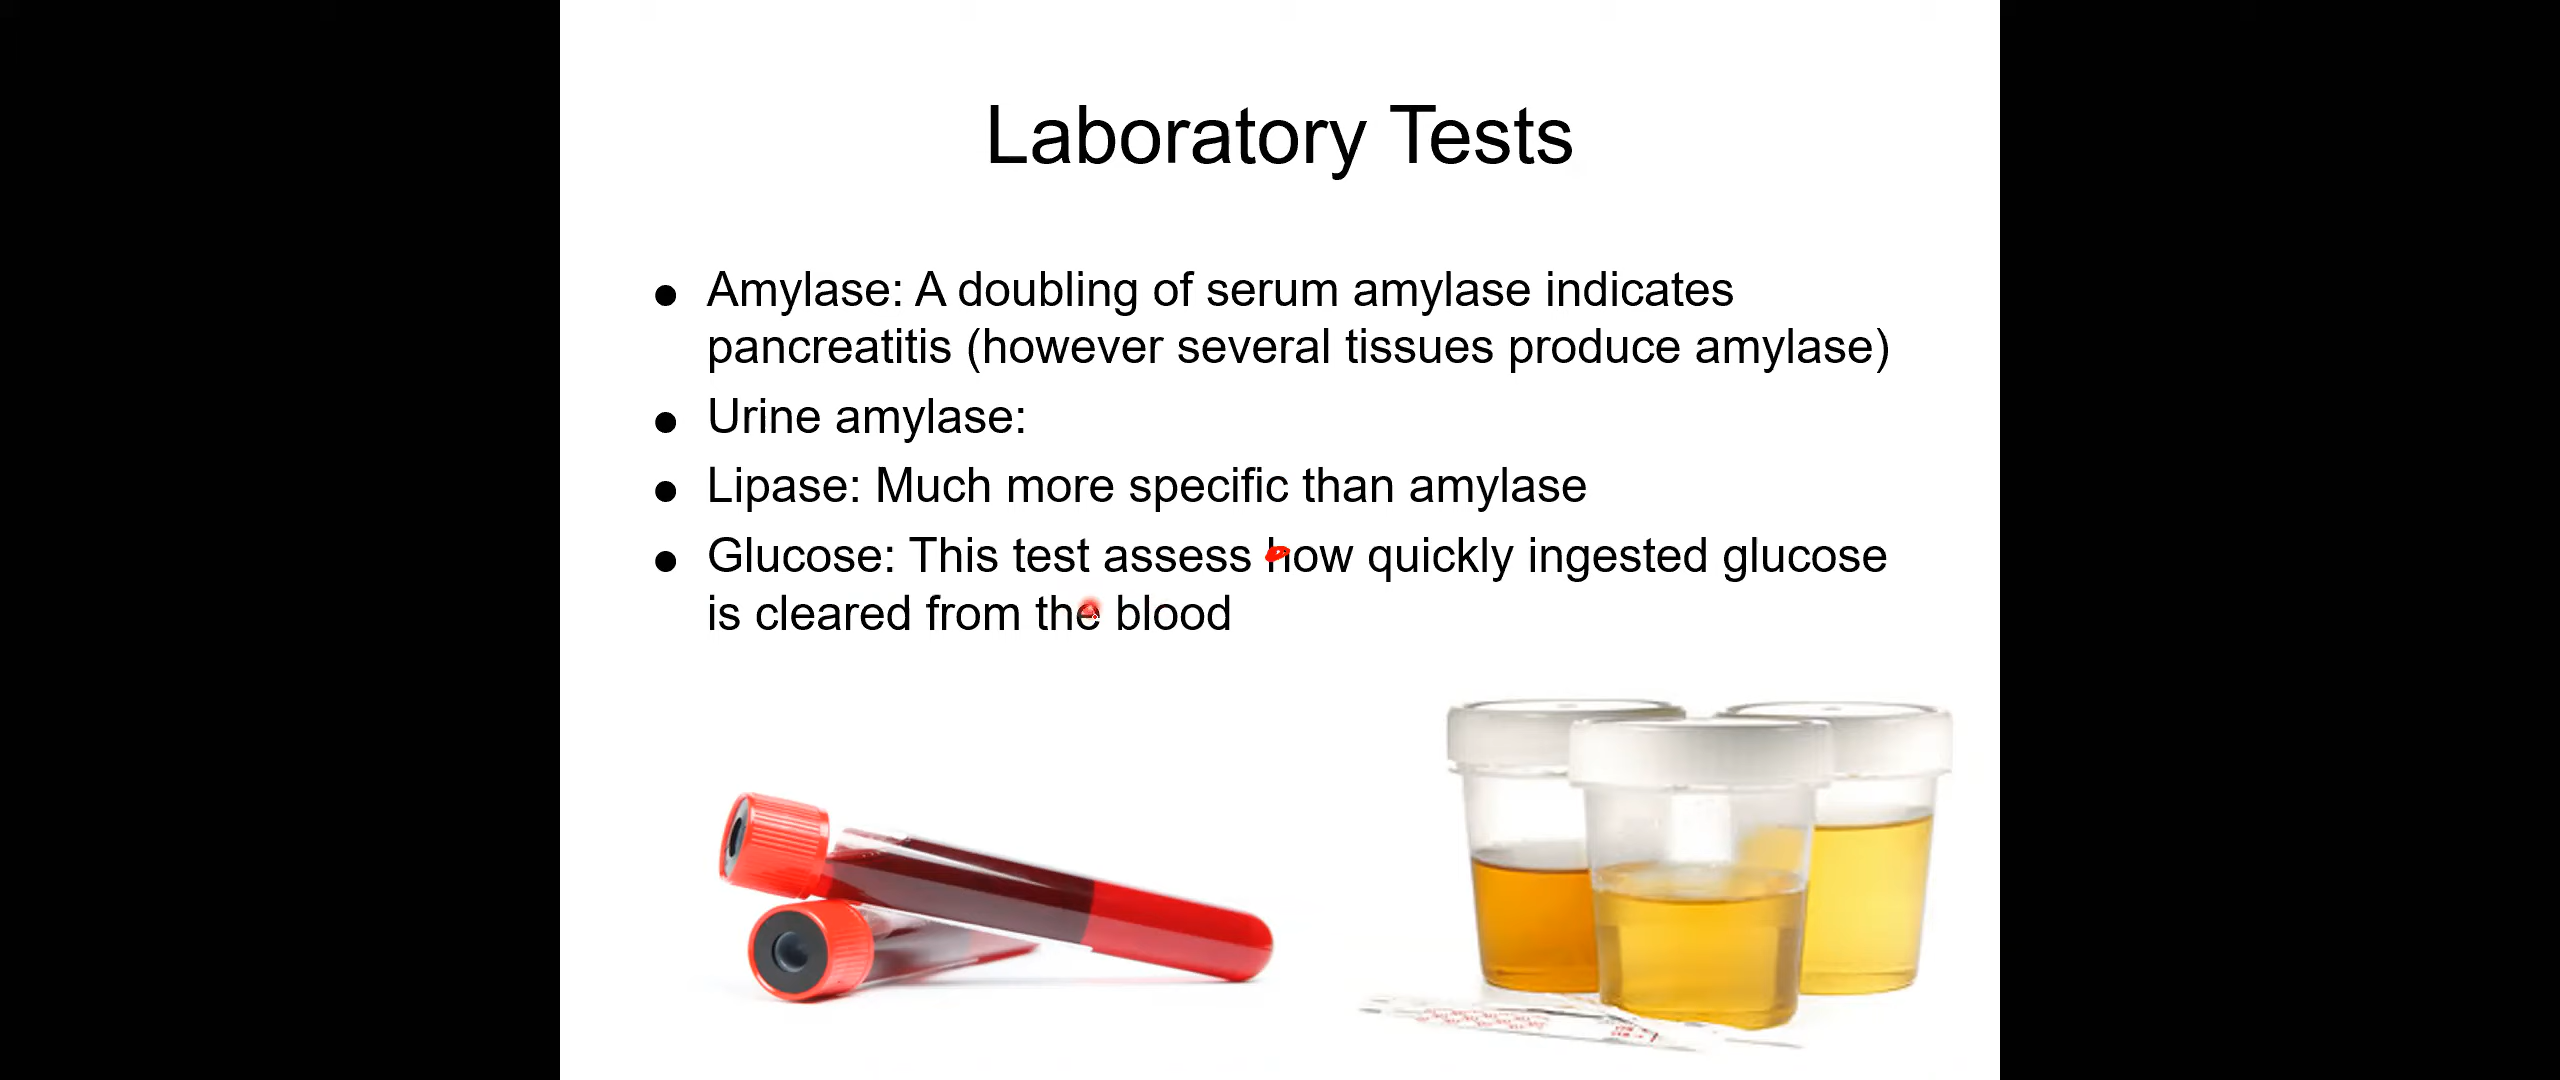 Laboratory Tests
● Amylase: A doubling of serum amylase indicates
pancreatitis (however several tissues produce amylase)
● Urine amylase:
● Lipase: Much more specific than amylase
● Glucose: This test assess how quickly ingested glucose
is cleared from the blood